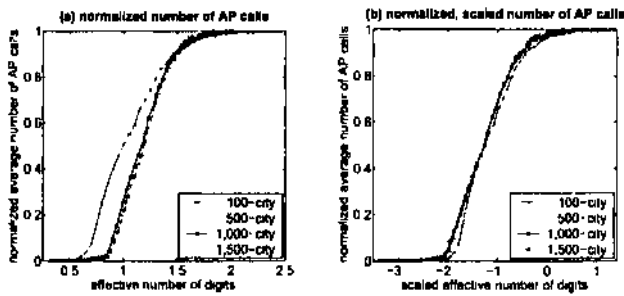 (a) normalized number of AP calls
normalized average number of AP calls
1
0.8
0.6
0.4
0.2
0
0.5 1 1.5 2 2.5
effective number of digits
100-city
500-city
1,000-city
1,500-city
(b) normalized, scaled number of AP calls
normalized average number of AP calls
1
0.8
0.6
0.4
0.2
0
-3 -2 -1 0 1
scaled effective number of digits
100-city
500-city
1,000-city
1,500-city